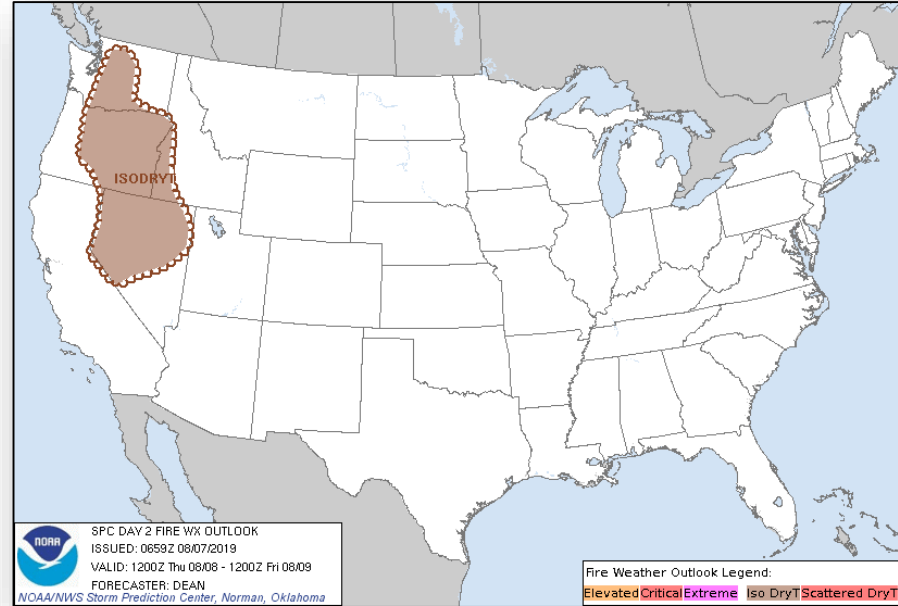 ISODRYT
NOAA
SPC DAY 2 FIRE WX OUTLOOK
ISSUED: 0659Z 08/07/2019
VALID: 1200Z Thu 08/08 - 1200Z Fri 08/09
FORECASTER: DEAN
NOAA/NWS Storm Prediction Center, Norman, Oklahoma
Fire Weather Outlook Legend:
Elevated Critical Extreme Iso DryT Scattered DryT